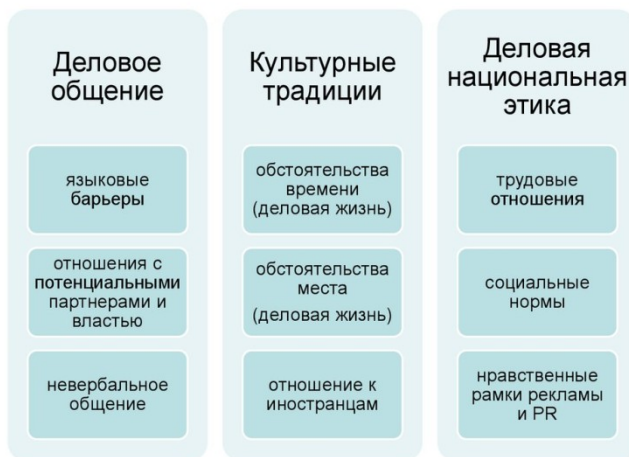 Деловое
общение
языковые
барьеры
отношения с
потенциальными
партнерами и
властью
невербальное
общение
Культурные
традиции
обстоятельства
времени
(деловая жизнь)
обстоятельства
места
(деловая жизнь)
отношение к
иностранцам
Деловая
национальная
этика
трудовые
отношения
социальные
нормы
нравственные
рамки рекламы
и PR